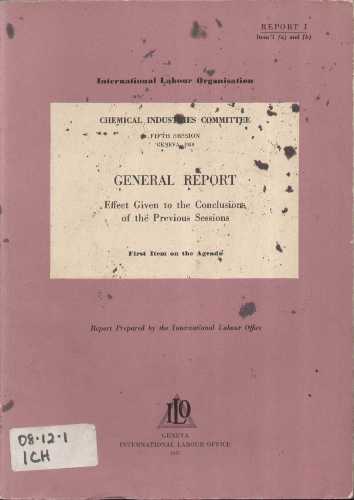 REPORT I
Item 1 (a) and (b)
International Labour Organisation
CHEMICAL INDUSTRIES COMMITTEE
FIFTH SESSION
GENEVA, 1958
GENERAL REPORT
Effect Given to the Conclusions
of the Previous Sessions
First Item on the Agenda
Report Prepared by the International Labour Office
ILO
GENEVA
INTERNATIONAL LABOUR OFFICE
08.12.1
ICH